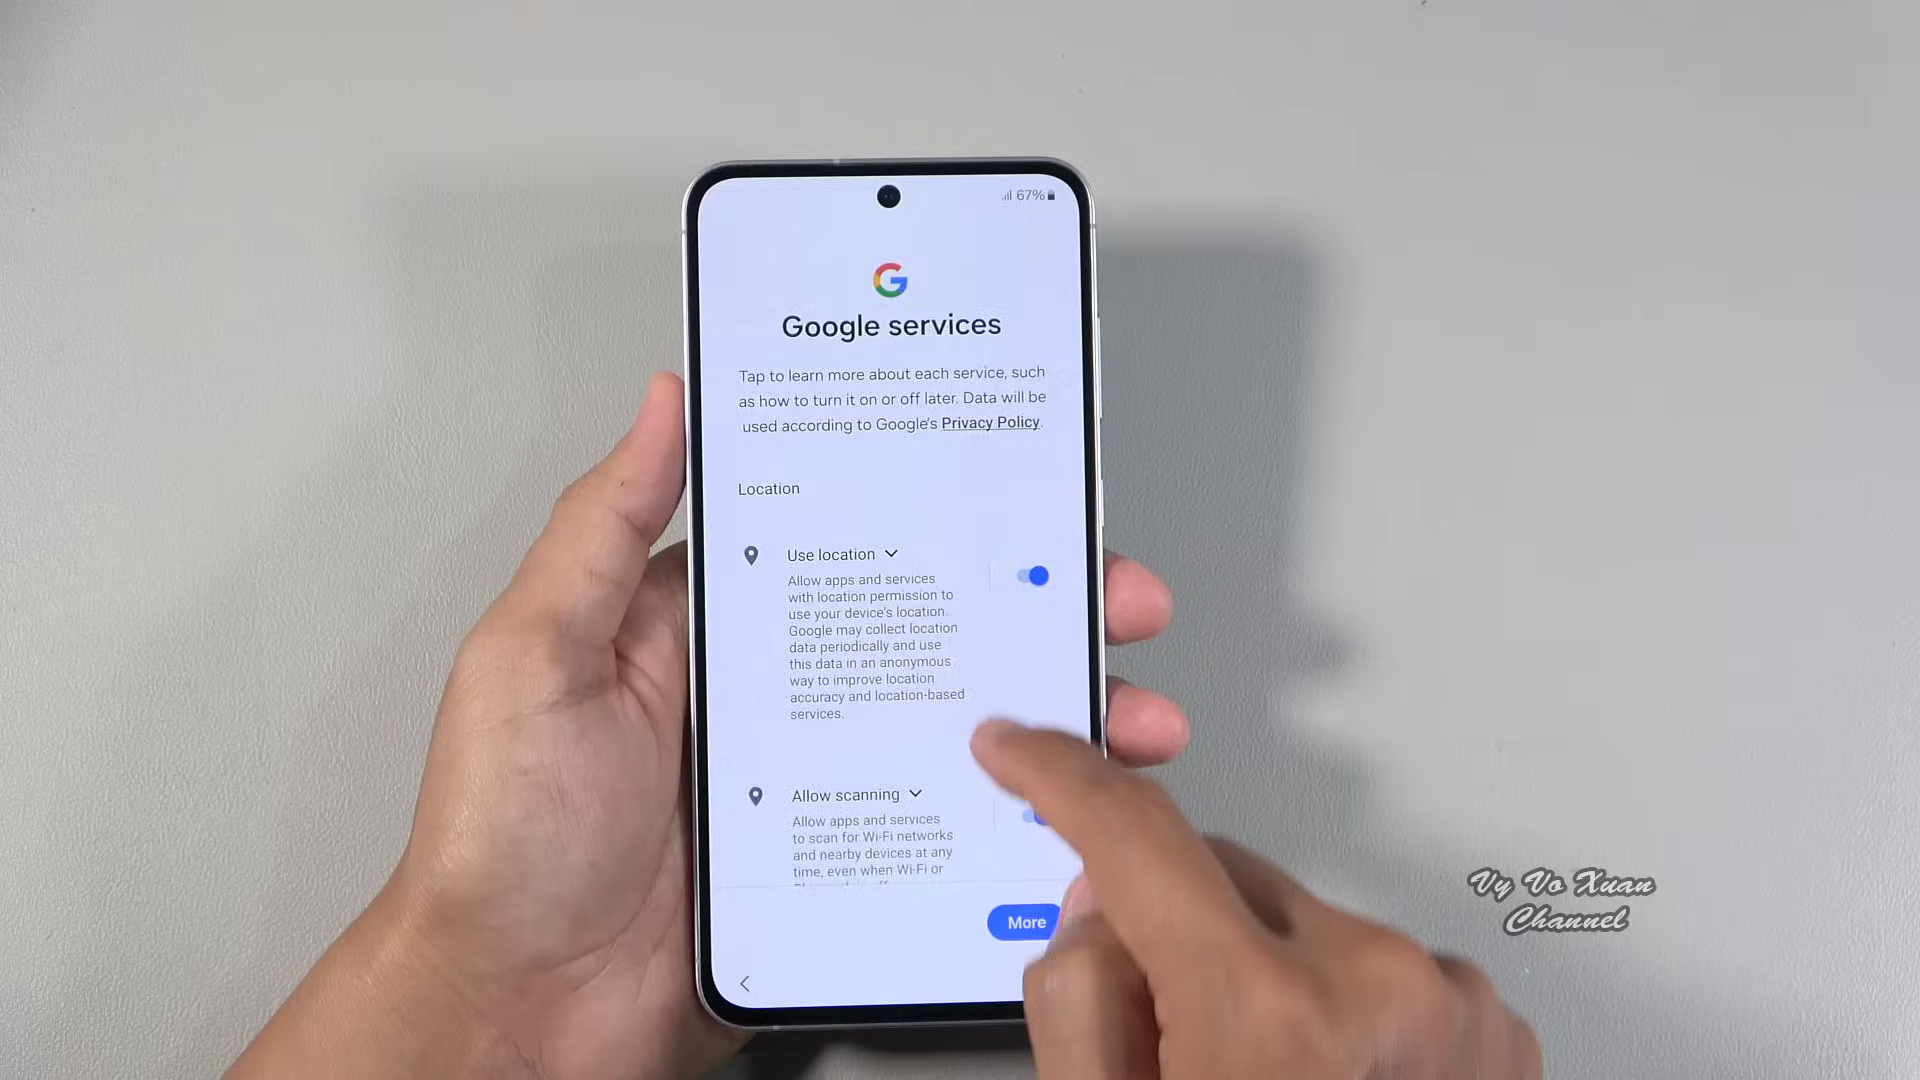 67%
G
Google services
Tap to learn more about each service, such
as how to turn it on or off later. Data will be
used according to Google's Privacy Policy.
Location
Use location
Allow apps and services
with location permission to
use your device's location.
Google may collect location
data periodically and use
this data in an anonymous
way to improve location
accuracy and location-based
services.
Allow scanning
Allow apps and services
to scan for Wi-Fi networks
and nearby devices at any
time, even when Wi-Fi or
More
Vy Vo Xuan
Channel